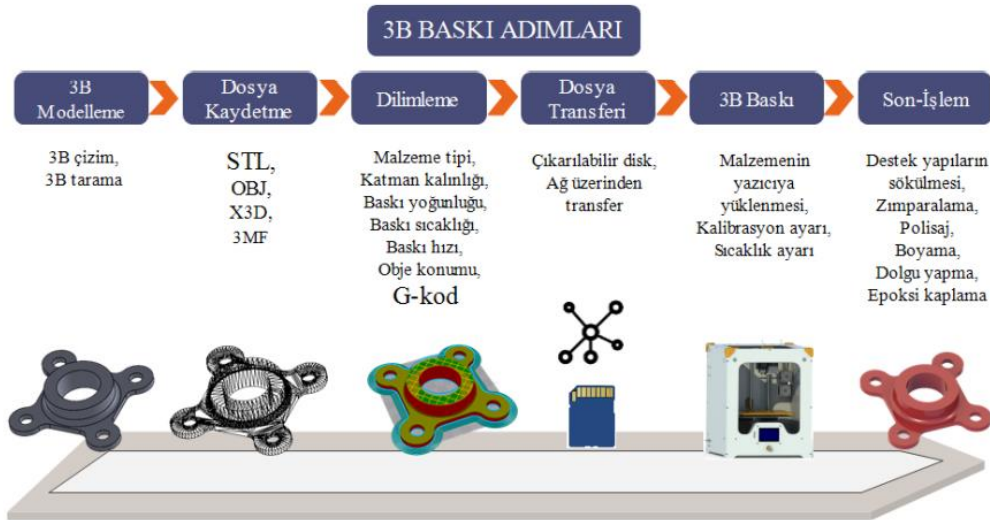 3B BASKI ADIMLARI
3B
Modelleme
Dosya
Kaydetme
Dilimleme
Dosya
Transferi
3B Baskı
Son-İşlem
3B çizim,
3B tarama
STL,
OBJ,
X3D,
3MF
Malzeme tipi,
Katman kalınlığı,
Baskı yoğunluğu,
Baskı sıcaklığı,
Baskı hızı,
Obje konumu,
G-kod
Çıkarılabilir disk,
Ağ üzerinden
transfer
Malzemenin
yazıcıya
yüklenmesi,
Kalibrasyon ayarı,
Sıcaklık ayarı
Destek yapıların
sökülmesi,
Zımparalama,
Polisaj,
Boyama,
Dolgu yapma,
Epoksi kaplama